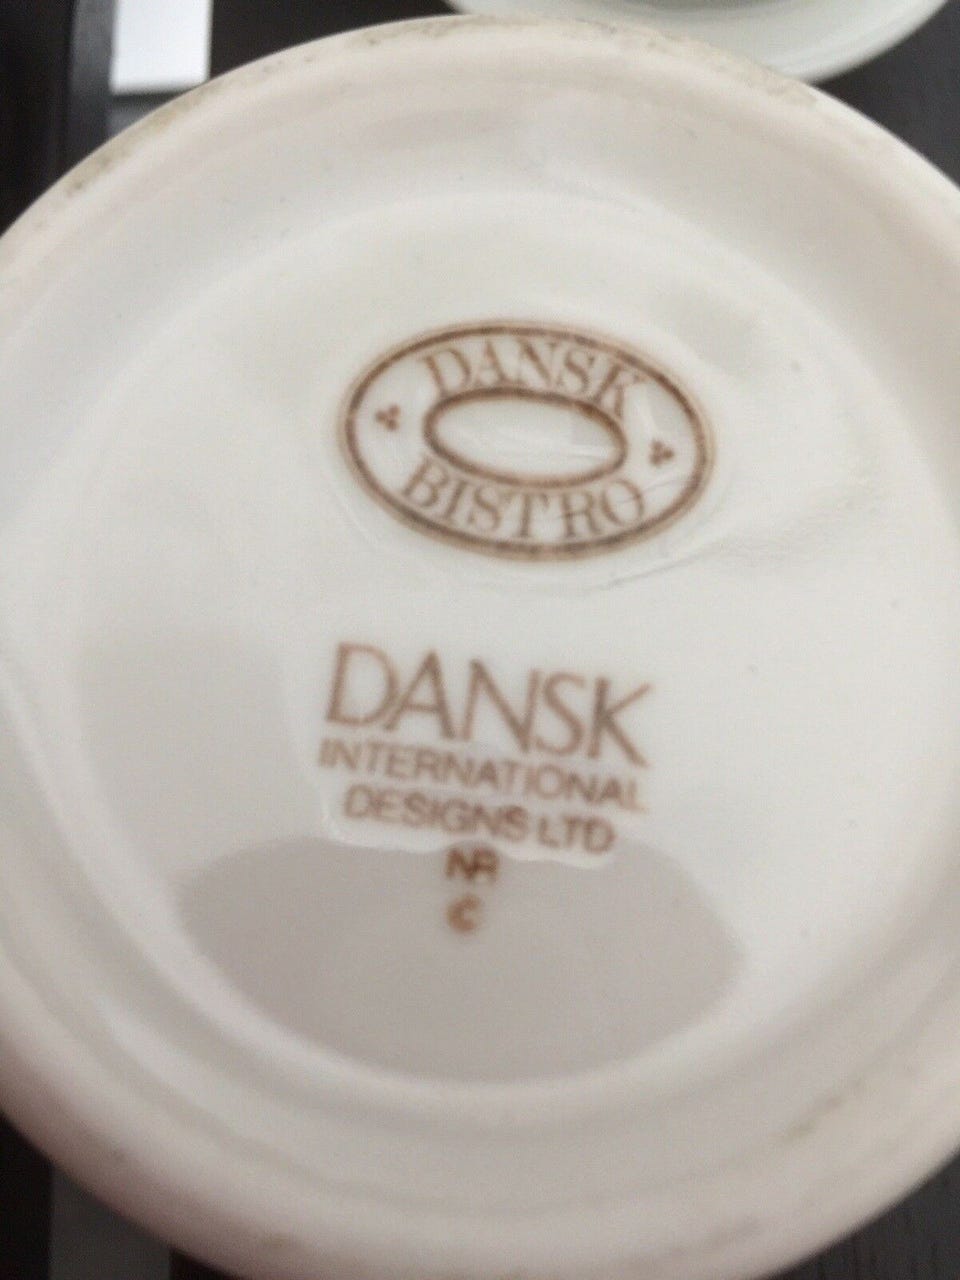 DANSK
BISTRO
DANSK
INTERNATIONAL
DESIGNS LTD
NR
C